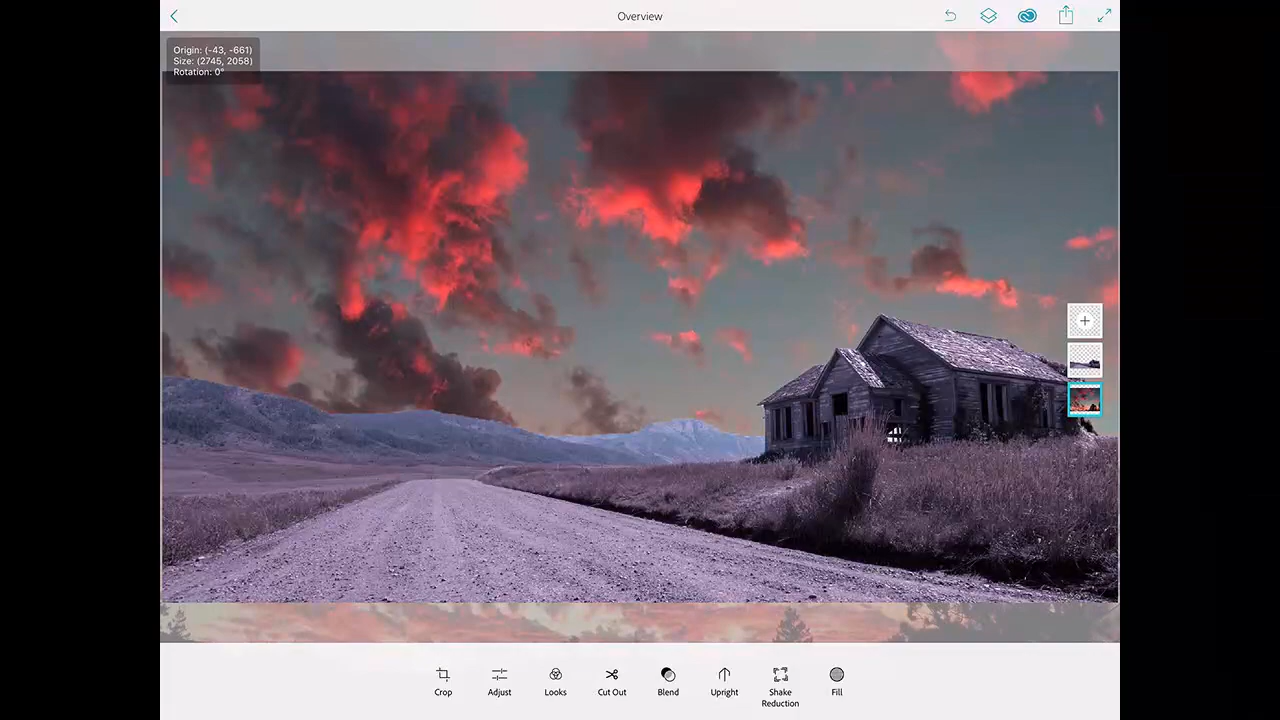 Overview
Origin: (-43, -661)
Size: (2745, 2058)
Rotation: 0°
Crop
Adjust
Looks
Cut Out
Blend
Upright
Shake
Reduction
Fill